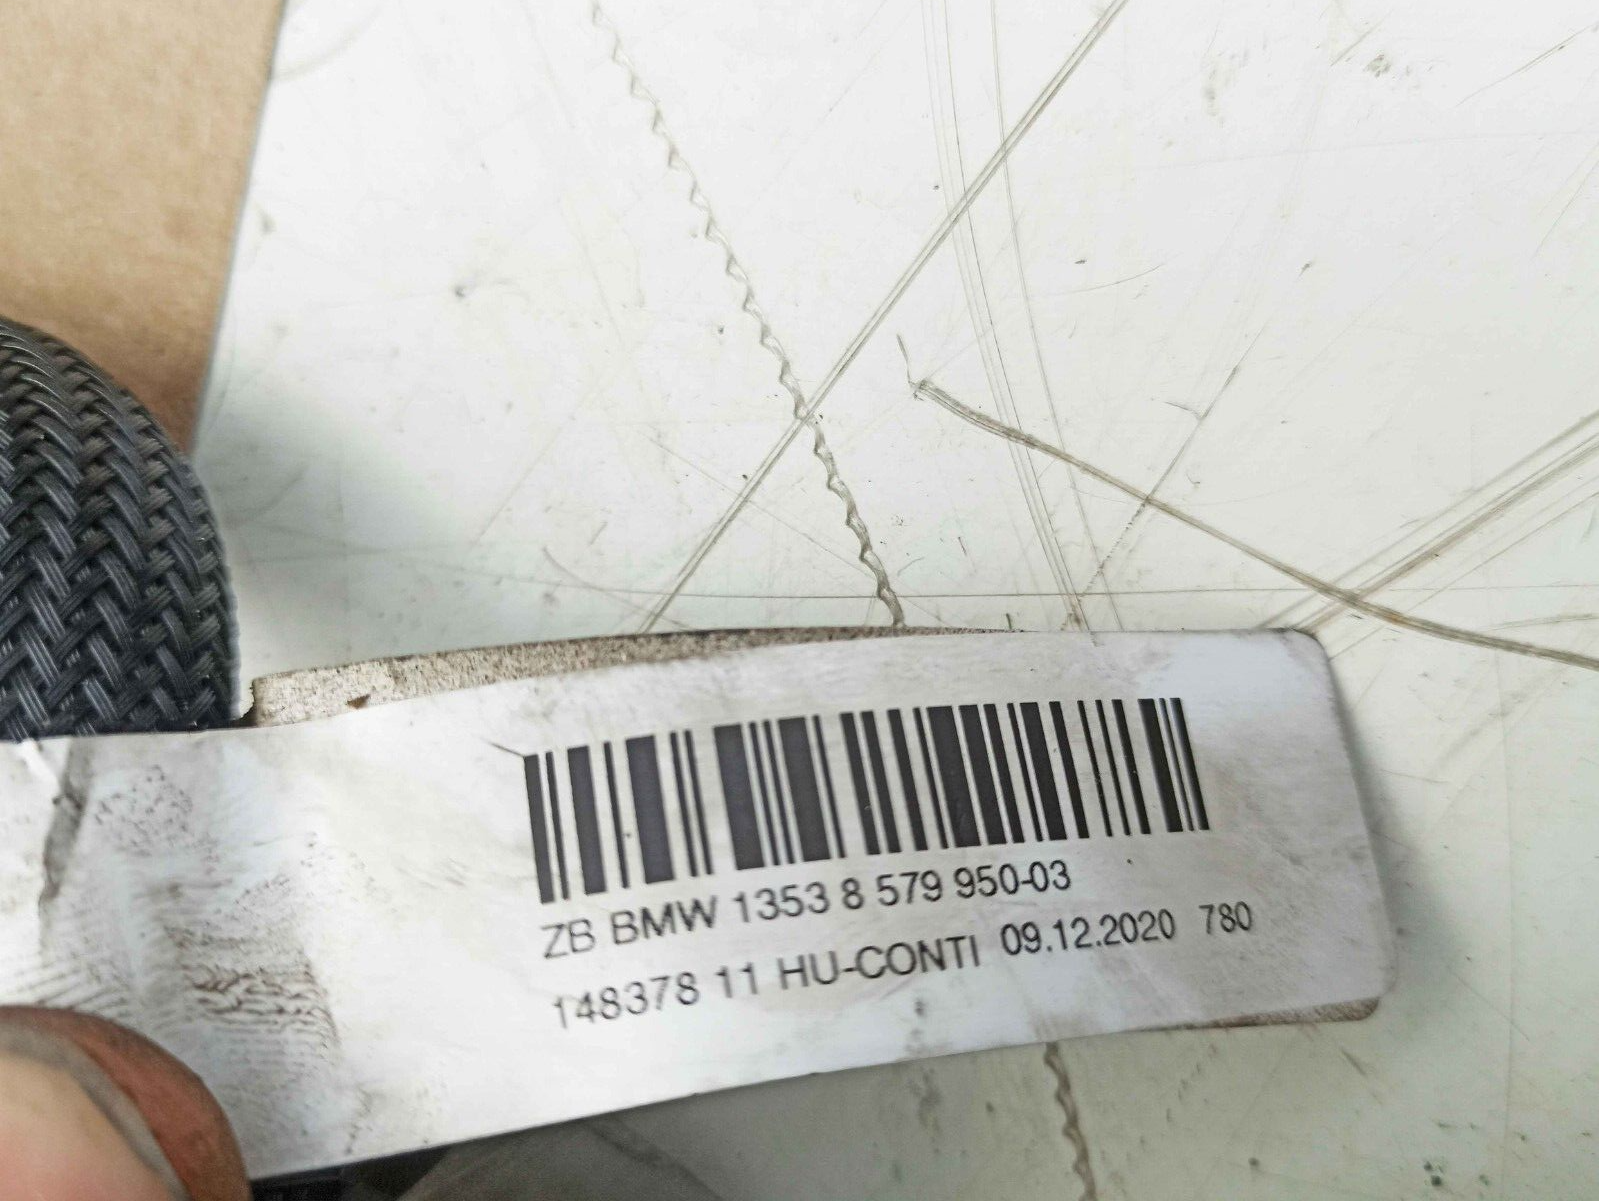 ZB BMW 1353 8 579 950-03
148378 11 HU-CONTI 09.12.2020 780